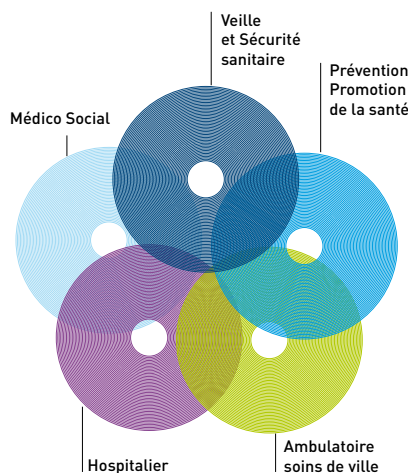 Veille
et Sécurité
sanitaire
Prévention
Promotion
de la santé
Médico Social
Hospitalier
Ambulatoire
soins de ville